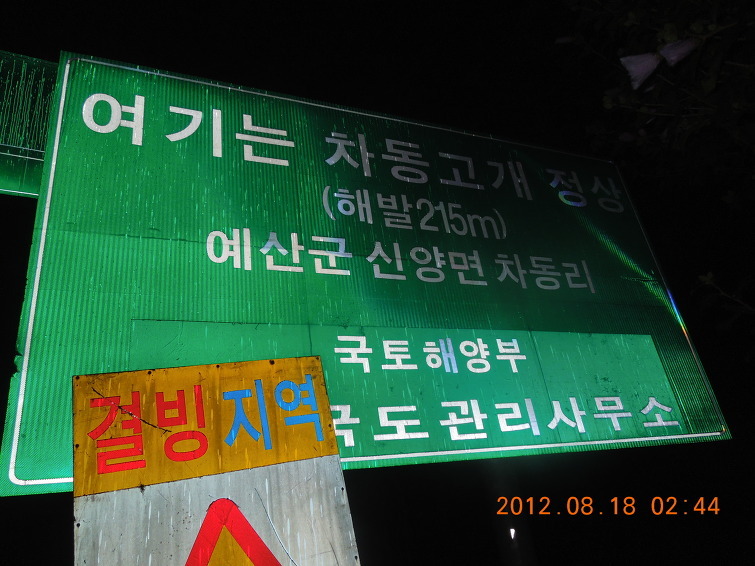 여기는 차동고개 정상
(해발215m)
예산군 신양면 차동리
국토해양부
국도관리사무소
걸빙지역
2012.08.18 02:44